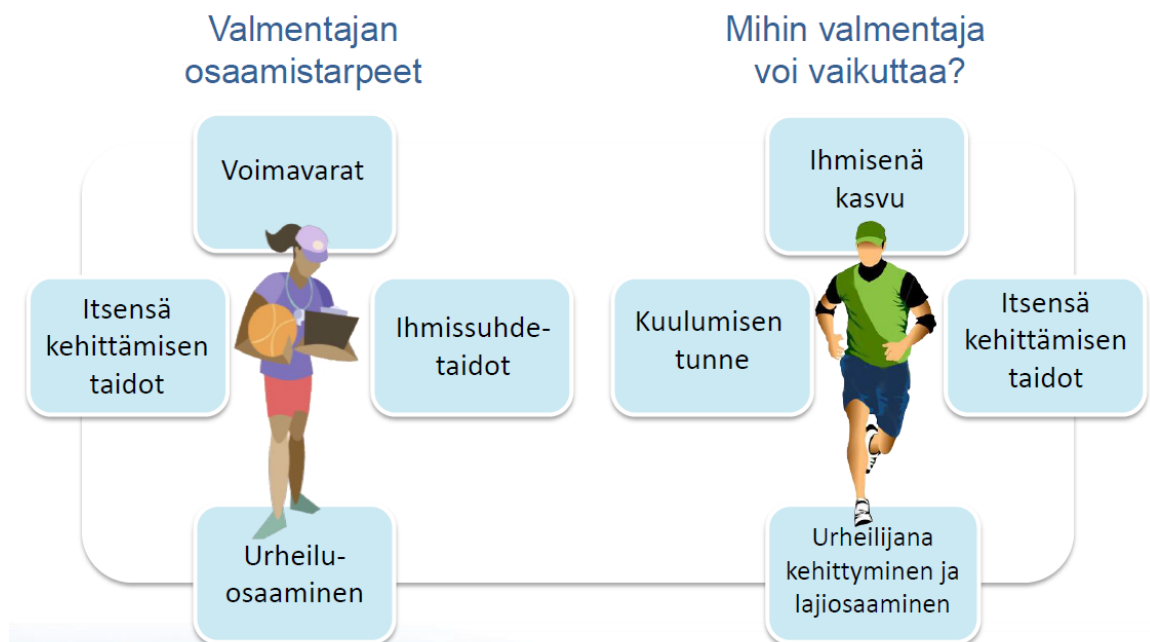 Valmentajan
osaamistarpeet
Voimavarat
Itsensä
kehittämisen
taidot
Ihmissuhde-
taidot
Urheilu-
osaaminen
Mihin valmentaja
voi vaikuttaa?
Ihmisenä
kasvu
Kuulumisen
tunne
Itsensä
kehittämisen
taidot
Urheilijana
kehittyminen ja
lajiosaaminen